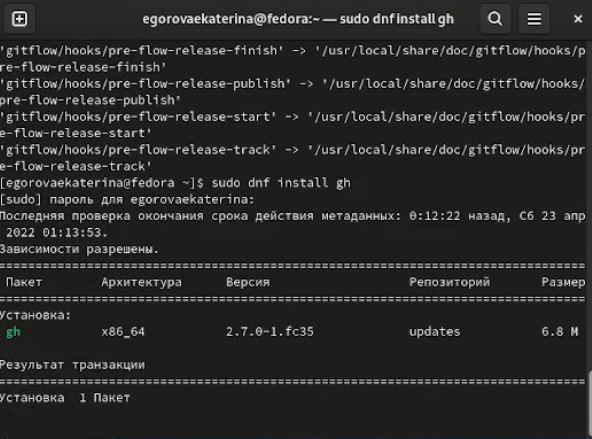 egorovaekaterina@fedora:~ — sudo dnf install gh
'gitflow/hooks/pre-flow-release-finish' -> '/usr/local/share/doc/gitflow/hooks/p
re-flow-release-finish'
'gitflow/hooks/pre-flow-release-publish' -> '/usr/local/share/doc/gitflow/hooks/
pre-flow-release-publish'
'gitflow/hooks/pre-flow-release-start' -> '/usr/local/share/doc/gitflow/hooks/pr
e-flow-release-start'
'gitflow/hooks/pre-flow-release-track' -> '/usr/local/share/doc/gitflow/hooks/pr
e-flow-release-track'
[egorovaekaterina@fedora ~]$ sudo dnf install gh
[sudo] пароль для egorovaekaterina:
Последняя проверка окончания срока действия метаданных: 0:12:22 назад, Сб 23 апр
2022 01:13:53.
Зависимости разрешены.
================================================================================
Пакет Архитектура Версия Репозиторий Размер
================================================================================
Установка:
gh x86_64 2.7.0-1.fc35 updates 6.8 M
Результат транзакции
================================================================================
Установка 1 Пакет